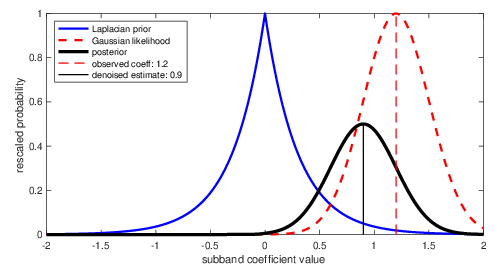 Laplacian prior
Gaussian likelihood
posterior
observed coeff: 1.2
denoised estimate: 0.9
rescaled probability
1
0.8
0.6
0.4
0.2
0
-2 -1.5 -1 -0.5 0 0.5 1 1.5 2
subband coefficient value